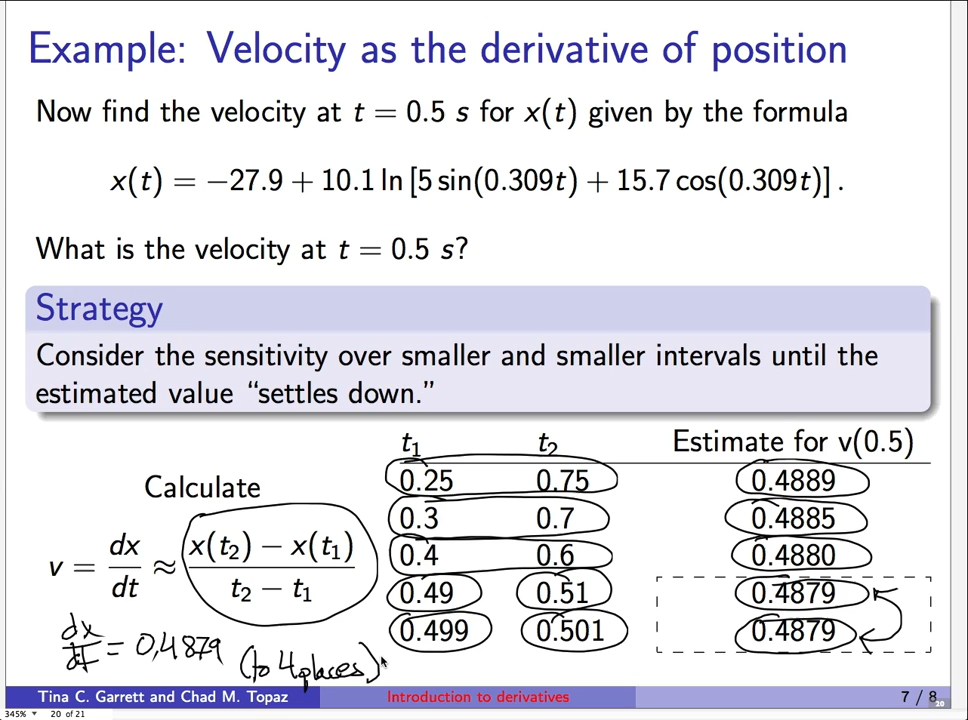 Example: Velocity as the derivative of position
Now find the velocity at t = 0.5 s for x(t) given by the formula
x(t) = −27.9 + 10.1 ln [5 sin(0.309t) + 15.7 cos(0.309t)] .
What is the velocity at t = 0.5 s?
Strategy
Consider the sensitivity over smaller and smaller intervals until the
estimated value “settles down.”
Calculate
v = dx/dt ≈ x(t₂) − x(t₁) / t₂ − t₁
t₁ t₂ Estimate for v(0.5)
0.25 0.75 0.4889
0.3 0.7 0.4885
0.4 0.6 0.4880
0.49 0.51 0.4879
0.499 0.501 0.4879
dx/dt = 0,4879 (to 4 places)
Tina C. Garrett and Chad M. Topaz Introduction to derivatives 7 / 8
20
345% 20 of 21